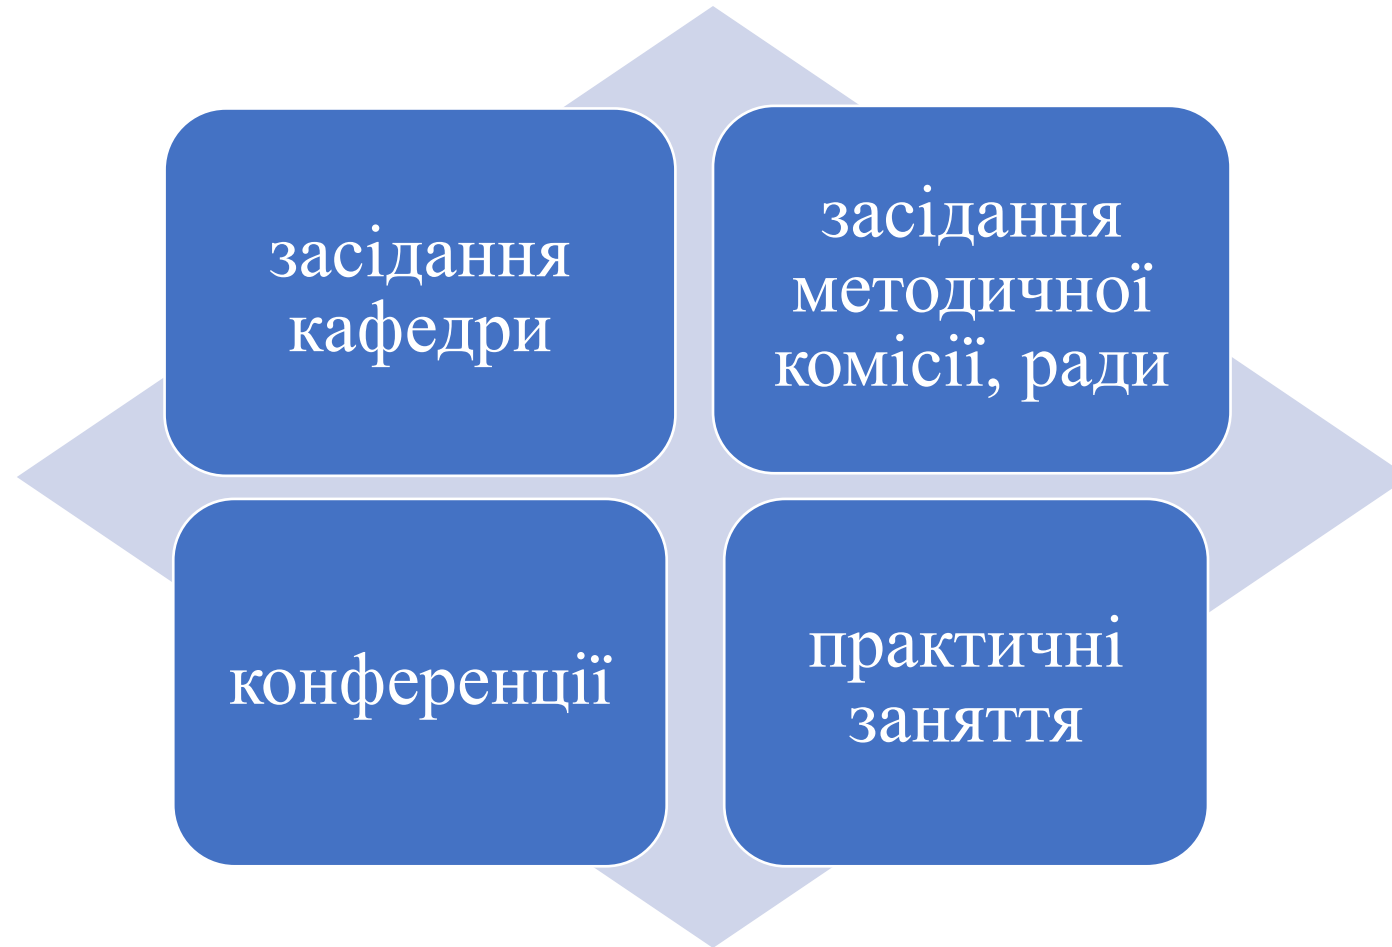 засідання
кафедри
засідання
методичної
комісії, ради
конференції
практичні
заняття